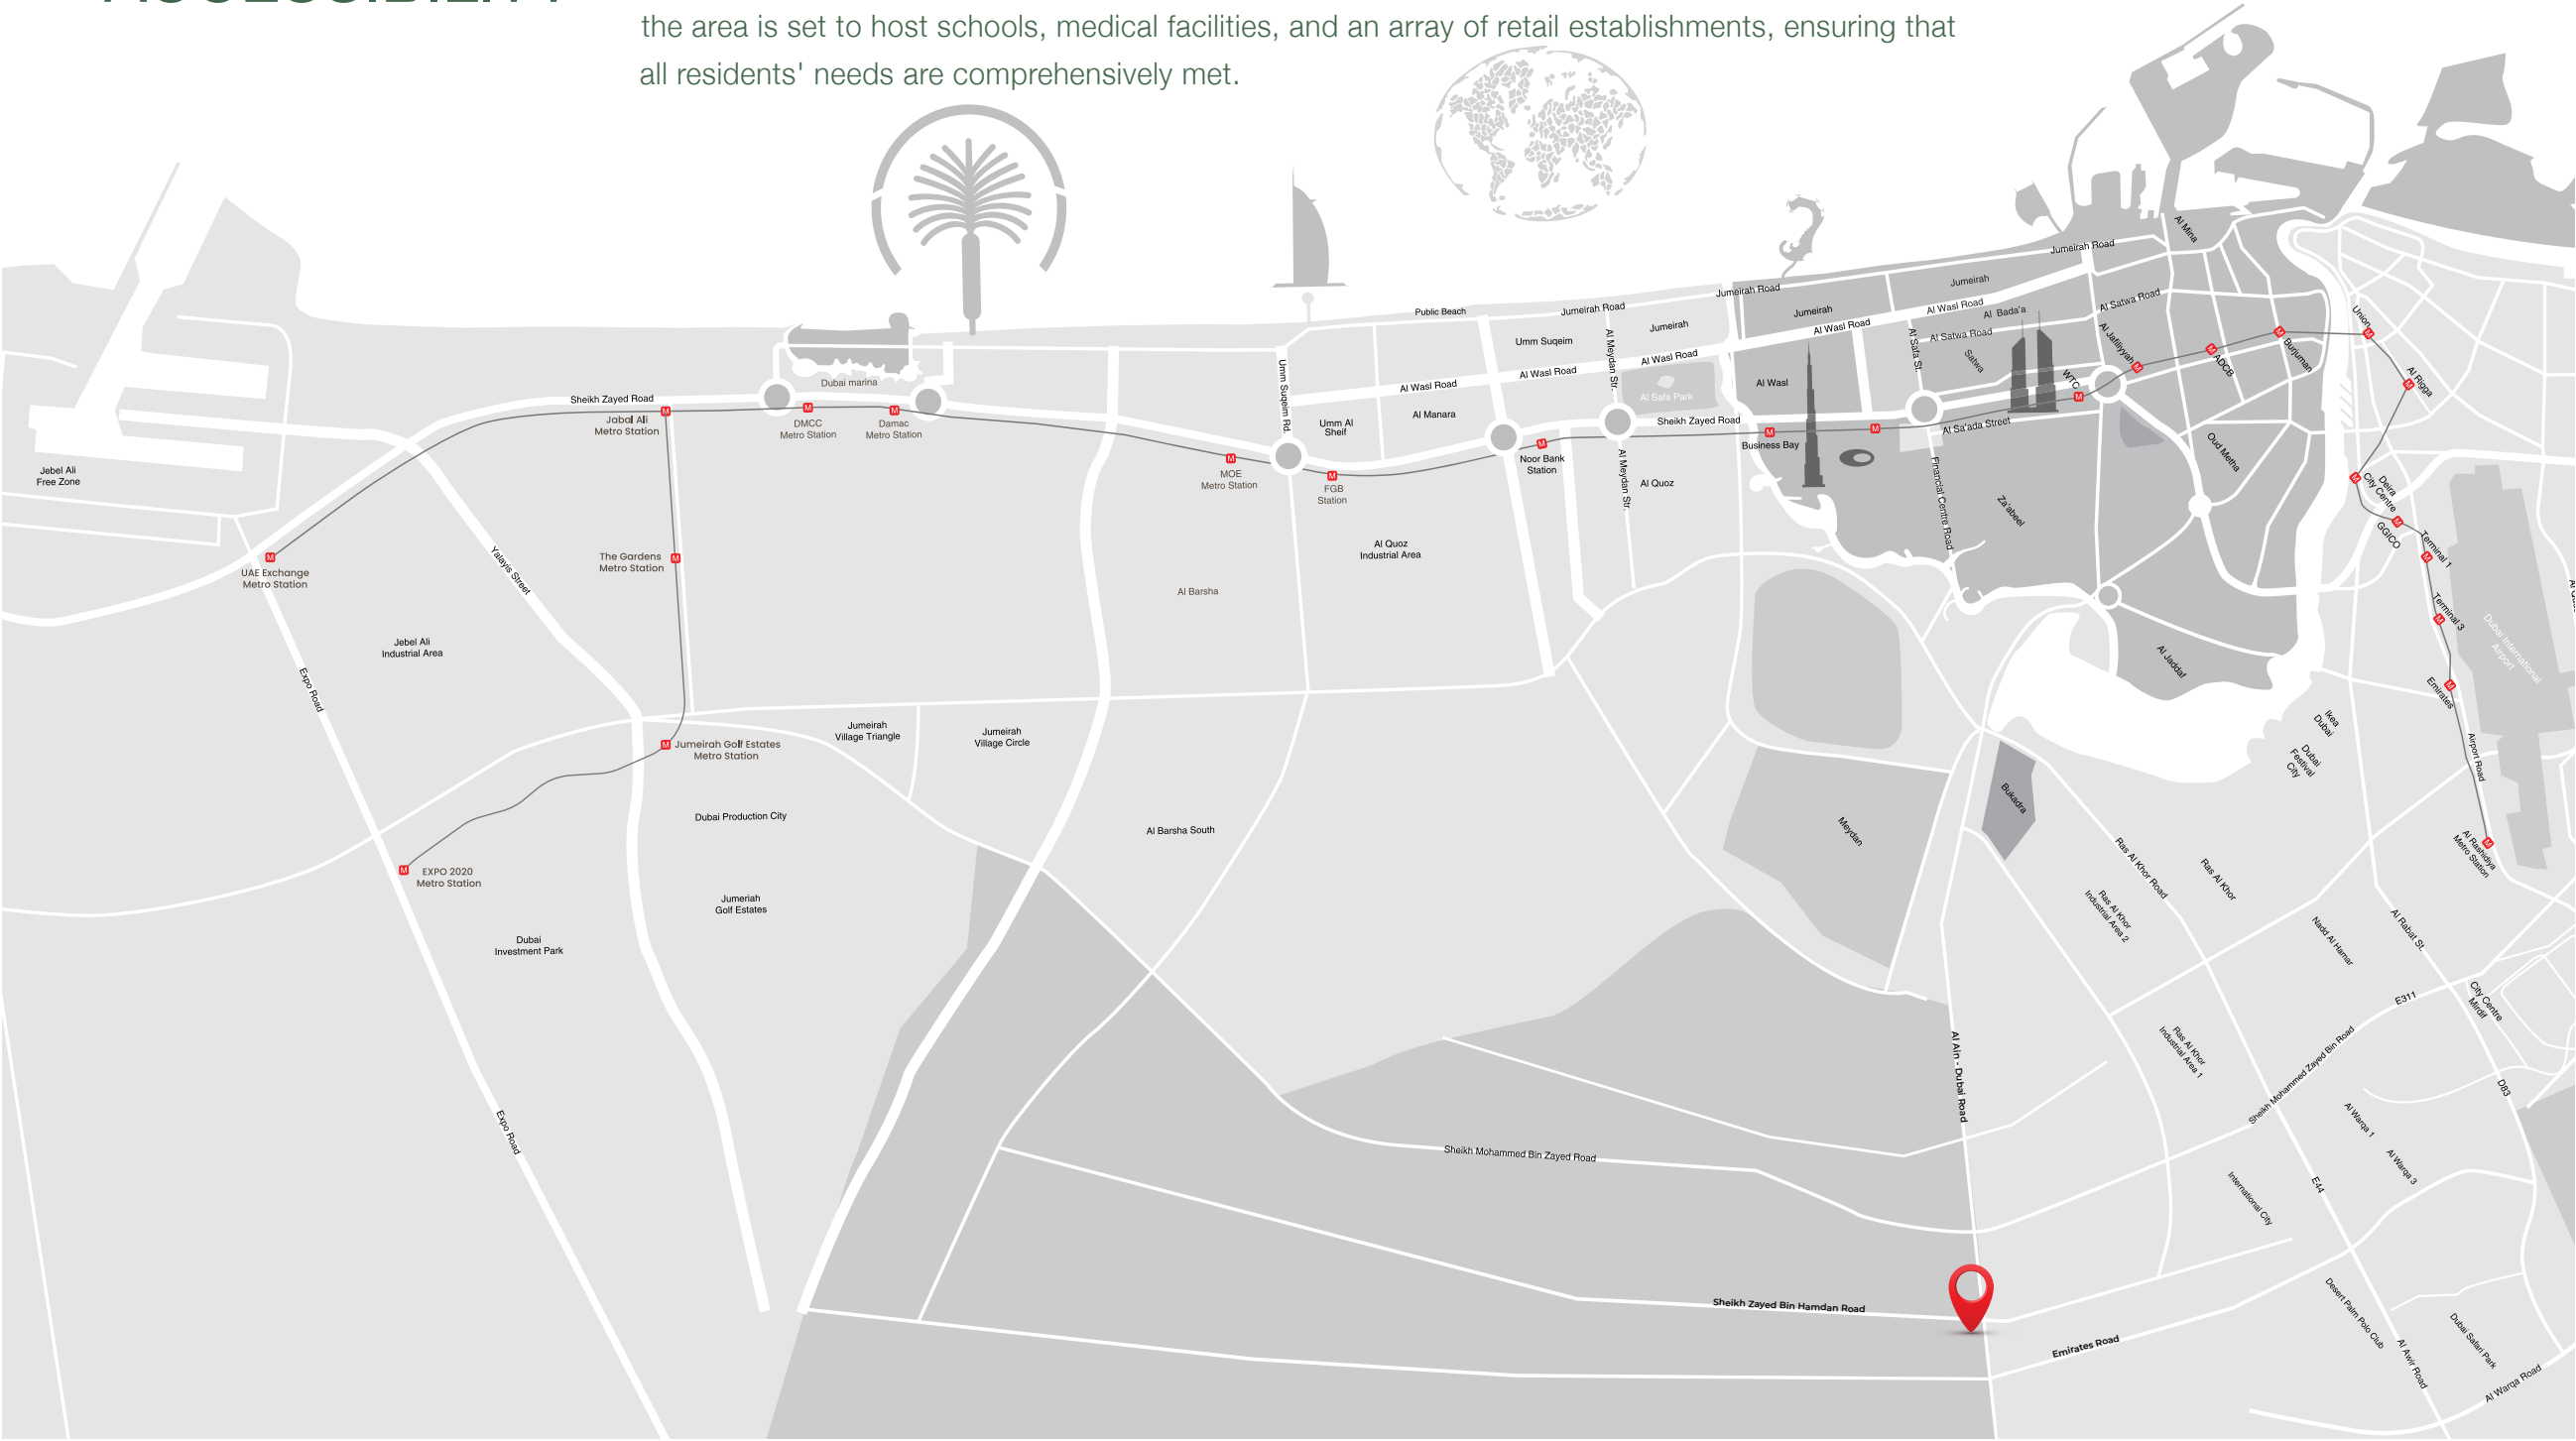 the area is set to host schools, medical facilities, and an array of retail establishments, ensuring that
all residents' needs are comprehensively met.
Al Mina
Jumeirah Road
Jumeirah
Jumeirah Road
Al Satwa Road
Al Wasl Road
Jumeirah Road
Public Beach
Jumeirah
Al Bada'a
Union
Jumeirah
Al Wasl Road
Al Satwa Road
Al Jafiliyyah
Umm Suqeim
Al Meydan Str.
Al Safa St.
Satwa
ADCB
Burjuman
Al Wasl Road
Al Wasl Road
Al Wasl Road
Al Wasl
WTC
Al Rigga
Dubai marina
Umm Suqeim Rd.
Al Safa Park
Sheikh Zayed Road
Jabal Ali
Metro Station
DMCC
Metro Station
Damac
Metro Station
Umm Al
Sheif
Al Manara
Sheikh Zayed Road
Al Sa'ada Street
Business Bay
Oud Metha
Jebel Ali
Free Zone
MOE
Metro Station
FGB
Station
Noor Bank
Station
Al Meydan Str.
Al Quoz
Financial Centre Road
Za'abeel
Deira
City Centre
GGICO
Terminal 1
UAE Exchange
Metro Station
Yalayis Street
The Gardens
Metro Station
Al Barsha
Al Quoz
Industrial Area
Terminal 3
Dubai International
Airport
Jebel Ali
Industrial Area
Al Jaddaf
Emirates
Expo Road
Jumeirah
Village Triangle
Jumeirah
Village Circle
Ikea
Dubai
Jumeirah Golf Estates
Metro Station
Dubai
Festival
City
Airport Road
Dubai Production City
Al Barsha South
Meydan
Bukadra
Al Rashidiya
Metro Station
EXPO 2020
Metro Station
Ras Al Khor Road
Ras Al Khor
Jumeriah
Golf Estates
Ras Al Khor
Industrial Area 2
Nadd Al Hamar
Al Rabat St.
Dubai
Investment Park
E311
City Centre
Mirdif
Al Ain - Dubai Road
Ras Al Khor
Industrial Area 1
Sheikh Mohammed Zayed Bin Road
D83
Expo Road
Sheikh Mohammed Bin Zayed Road
Al Warqa 1
Al Warqa 3
E44
International City
Sheikh Zayed Bin Hamdan Road
Emirates Road
Desert Palm Polo Club
Dubai Safari Park
Al Awir Road
Al Warqa Road